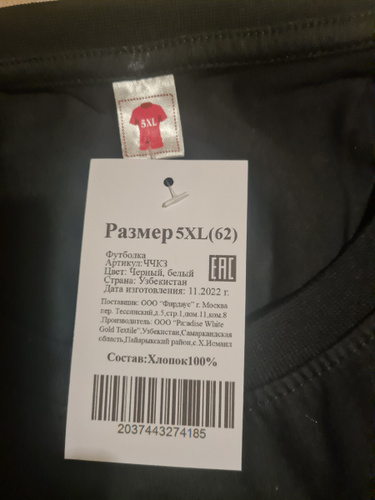 5XL
Размер 5XL(62)
Футболка
Артикул:ЧЧКЗ
Цвет: Черный, белый
Страна: Узбекистан
Дата изготовления: 11.2022 г.
EAC
Поставщик: ООО "Фирдаус" г. Москва
пер. Тессинский,д.5,стр.1,пом.11,ком.8
.Производитель: ООО "Paradise White
Gold Textile",Узбекистан,Самаркандская
область,Пайарыкский район,с Х.Исмаил
Состав:Хлопок100%
2037443274185